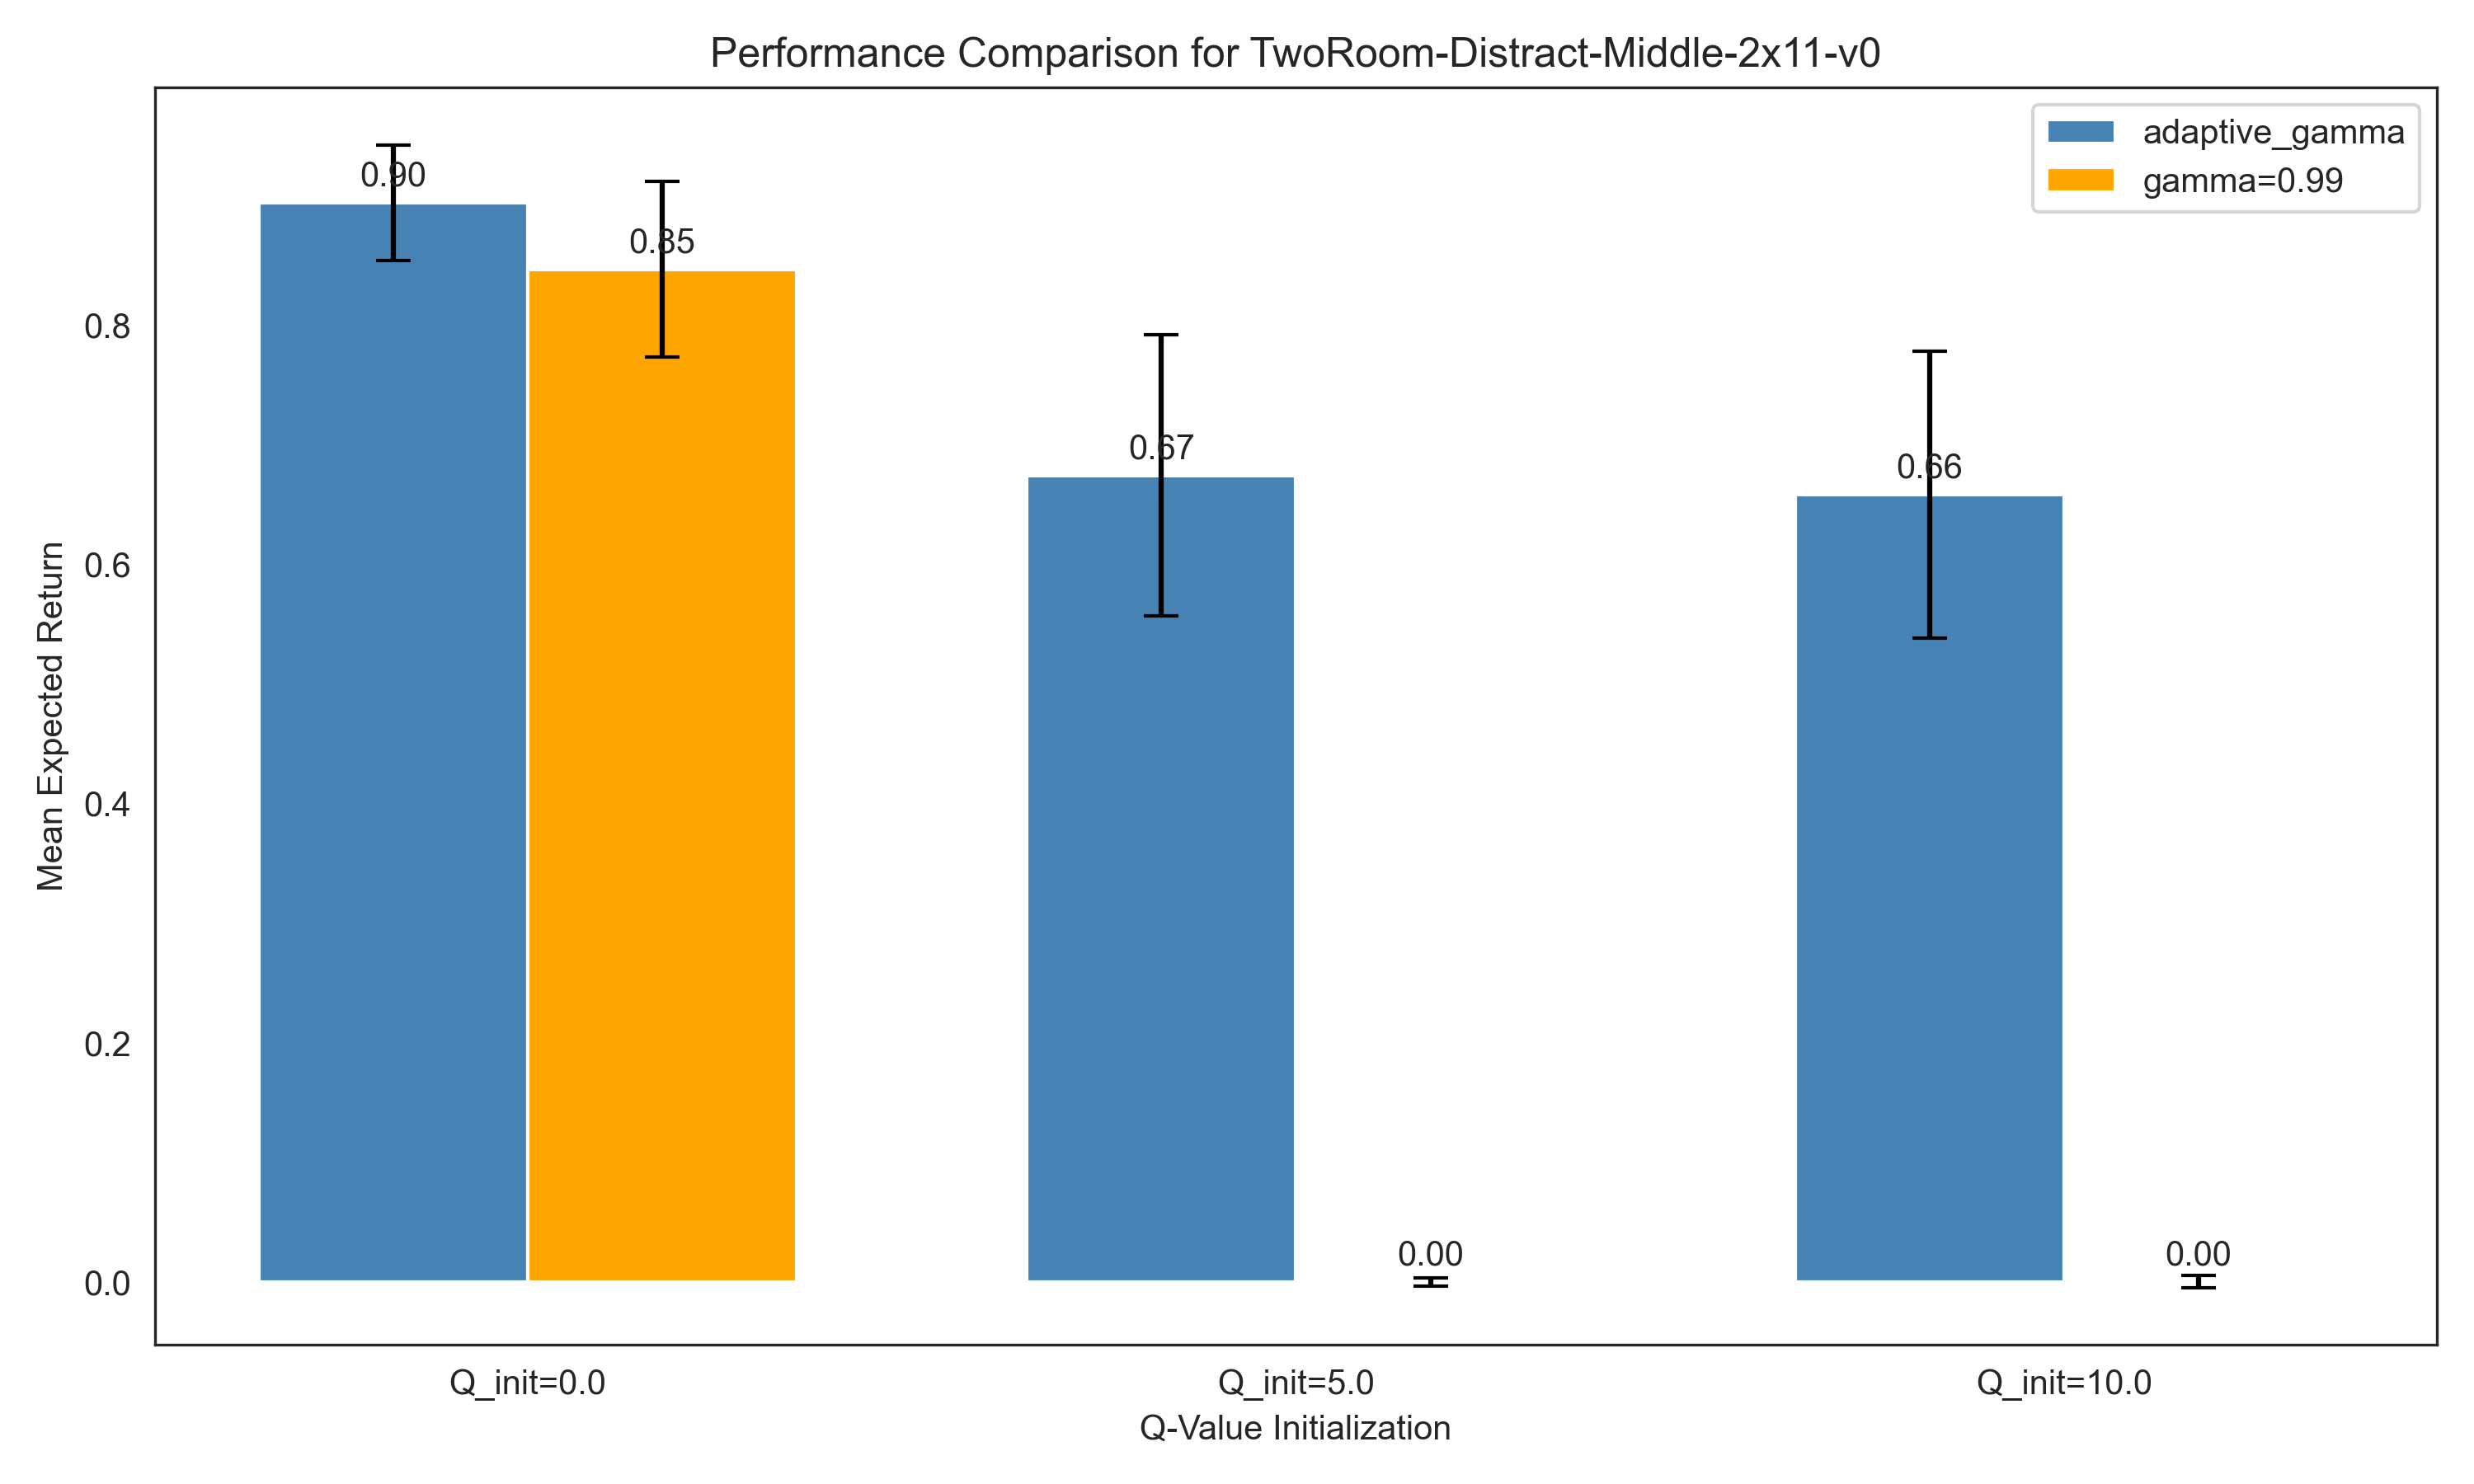 Performance Comparison for TwoRoom-Distract-Middle-2x11-v0
adaptive_gamma
gamma=0.99
0.90
0.85
0.67
0.66
0.00
0.00
Mean Expected Return
0.8
0.6
0.4
0.2
0.0
Q_init=0.0
Q_init=5.0
Q_init=10.0
Q-Value Initialization